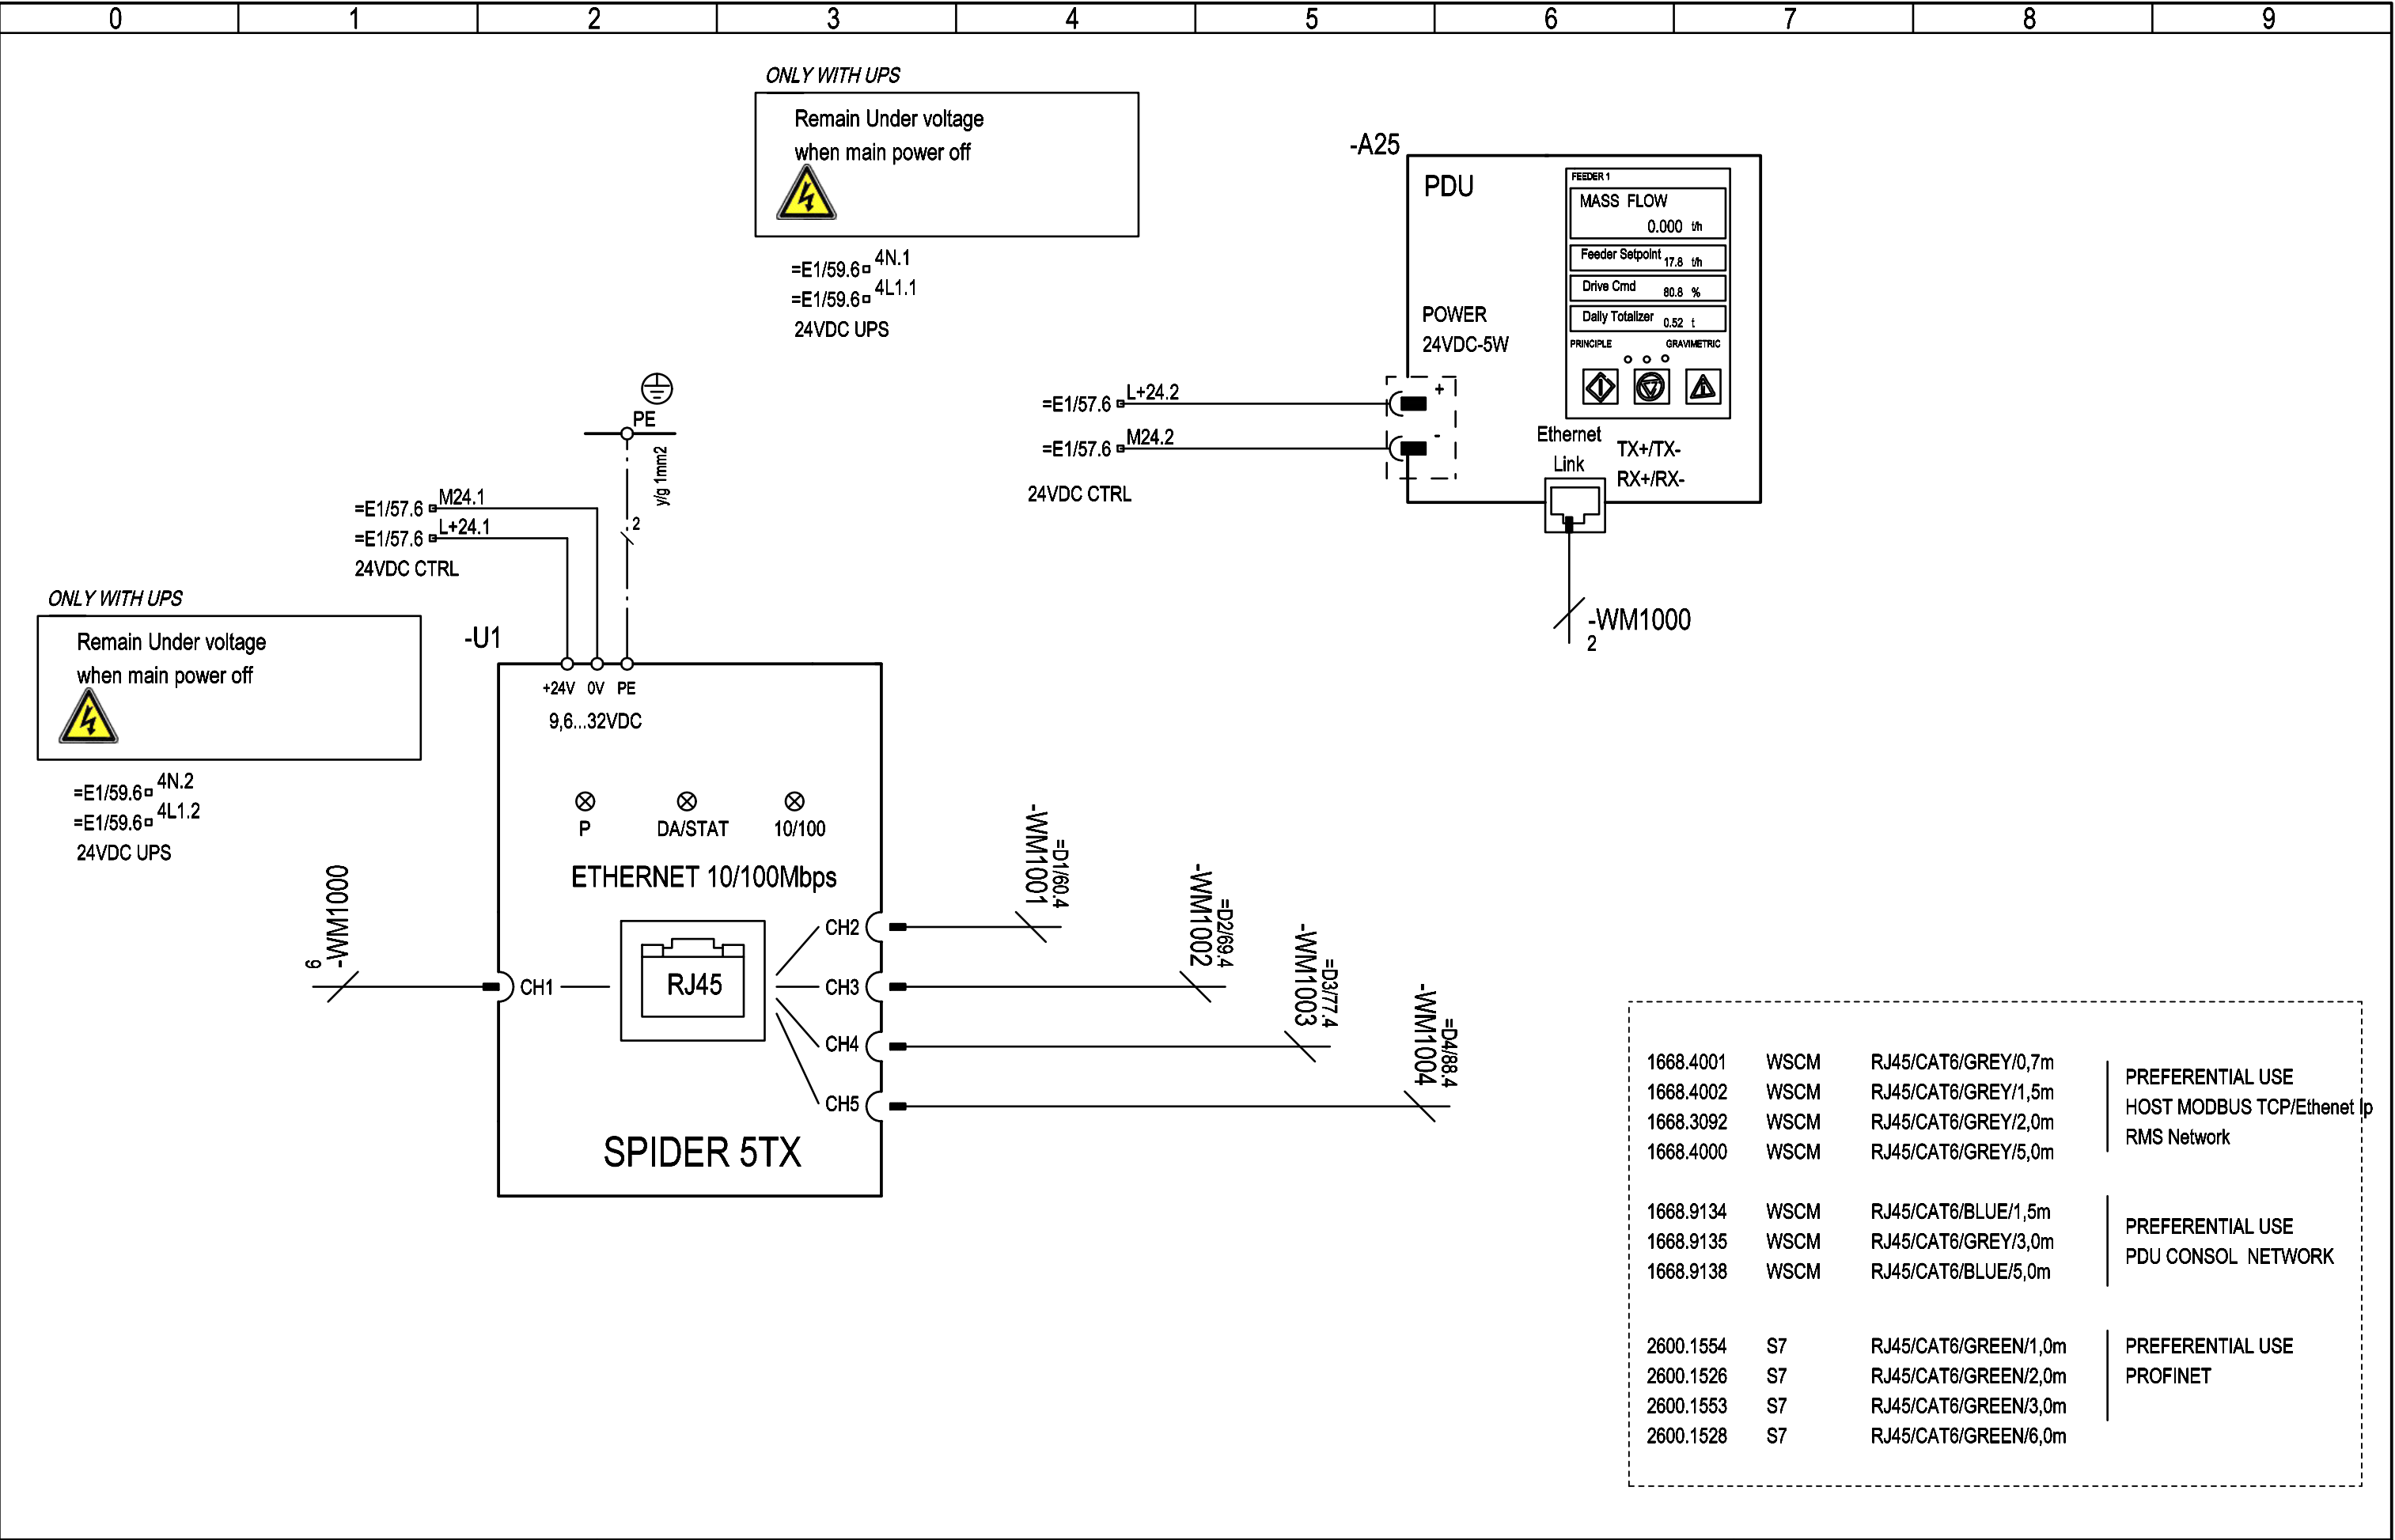 0 1 2 3 4 5 6 7 8 9
ONLY WITH UPS
Remain Under voltage
when main power off
=E1/59.6 4N.1
=E1/59.6 4L1.1
24VDC UPS
-A25
PDU
FEEDER 1
MASS FLOW
0.000 t/h
Feeder Setpoint 17.8 t/h
Drive Cmd 80.8 %
Daily Totalizer 0.52 t
PRINCIPLE GRAVIMETRIC
POWER
24VDC-5W
=E1/57.6 L+24.2 +
=E1/57.6 M24.2 -
24VDC CTRL
Ethernet
Link
TX+/TX-
RX+/RX-
-WM1000
2
PE
y/g 1mm2
2
=E1/57.6 M24.1
=E1/57.6 L+24.1
24VDC CTRL
ONLY WITH UPS
Remain Under voltage
when main power off
=E1/59.6 4N.2
=E1/59.6 4L1.2
24VDC UPS
-U1
+24V 0V PE
9,6...32VDC
P DA/STAT 10/100
ETHERNET 10/100Mbps
-WM1000
6
CH1
RJ45
CH2
CH3
CH4
CH5
SPIDER 5TX
-WM1001
=D1/60.4
-WM1002
=D2/69.4
-WM1003
=D3/77.4
-WM1004
=D4/88.4
1668.4001 WSCM RJ45/CAT6/GREY/0,7m
1668.4002 WSCM RJ45/CAT6/GREY/1,5m
1668.3092 WSCM RJ45/CAT6/GREY/2,0m
1668.4000 WSCM RJ45/CAT6/GREY/5,0m
PREFERENTIAL USE
HOST MODBUS TCP/Ethenet Ip
RMS Network
1668.9134 WSCM RJ45/CAT6/BLUE/1,5m
1668.9135 WSCM RJ45/CAT6/GREY/3,0m
1668.9138 WSCM RJ45/CAT6/BLUE/5,0m
PREFERENTIAL USE
PDU CONSOL NETWORK
2600.1554 S7 RJ45/CAT6/GREEN/1,0m
2600.1526 S7 RJ45/CAT6/GREEN/2,0m
2600.1553 S7 RJ45/CAT6/GREEN/3,0m
2600.1528 S7 RJ45/CAT6/GREEN/6,0m
PREFERENTIAL USE
PROFINET